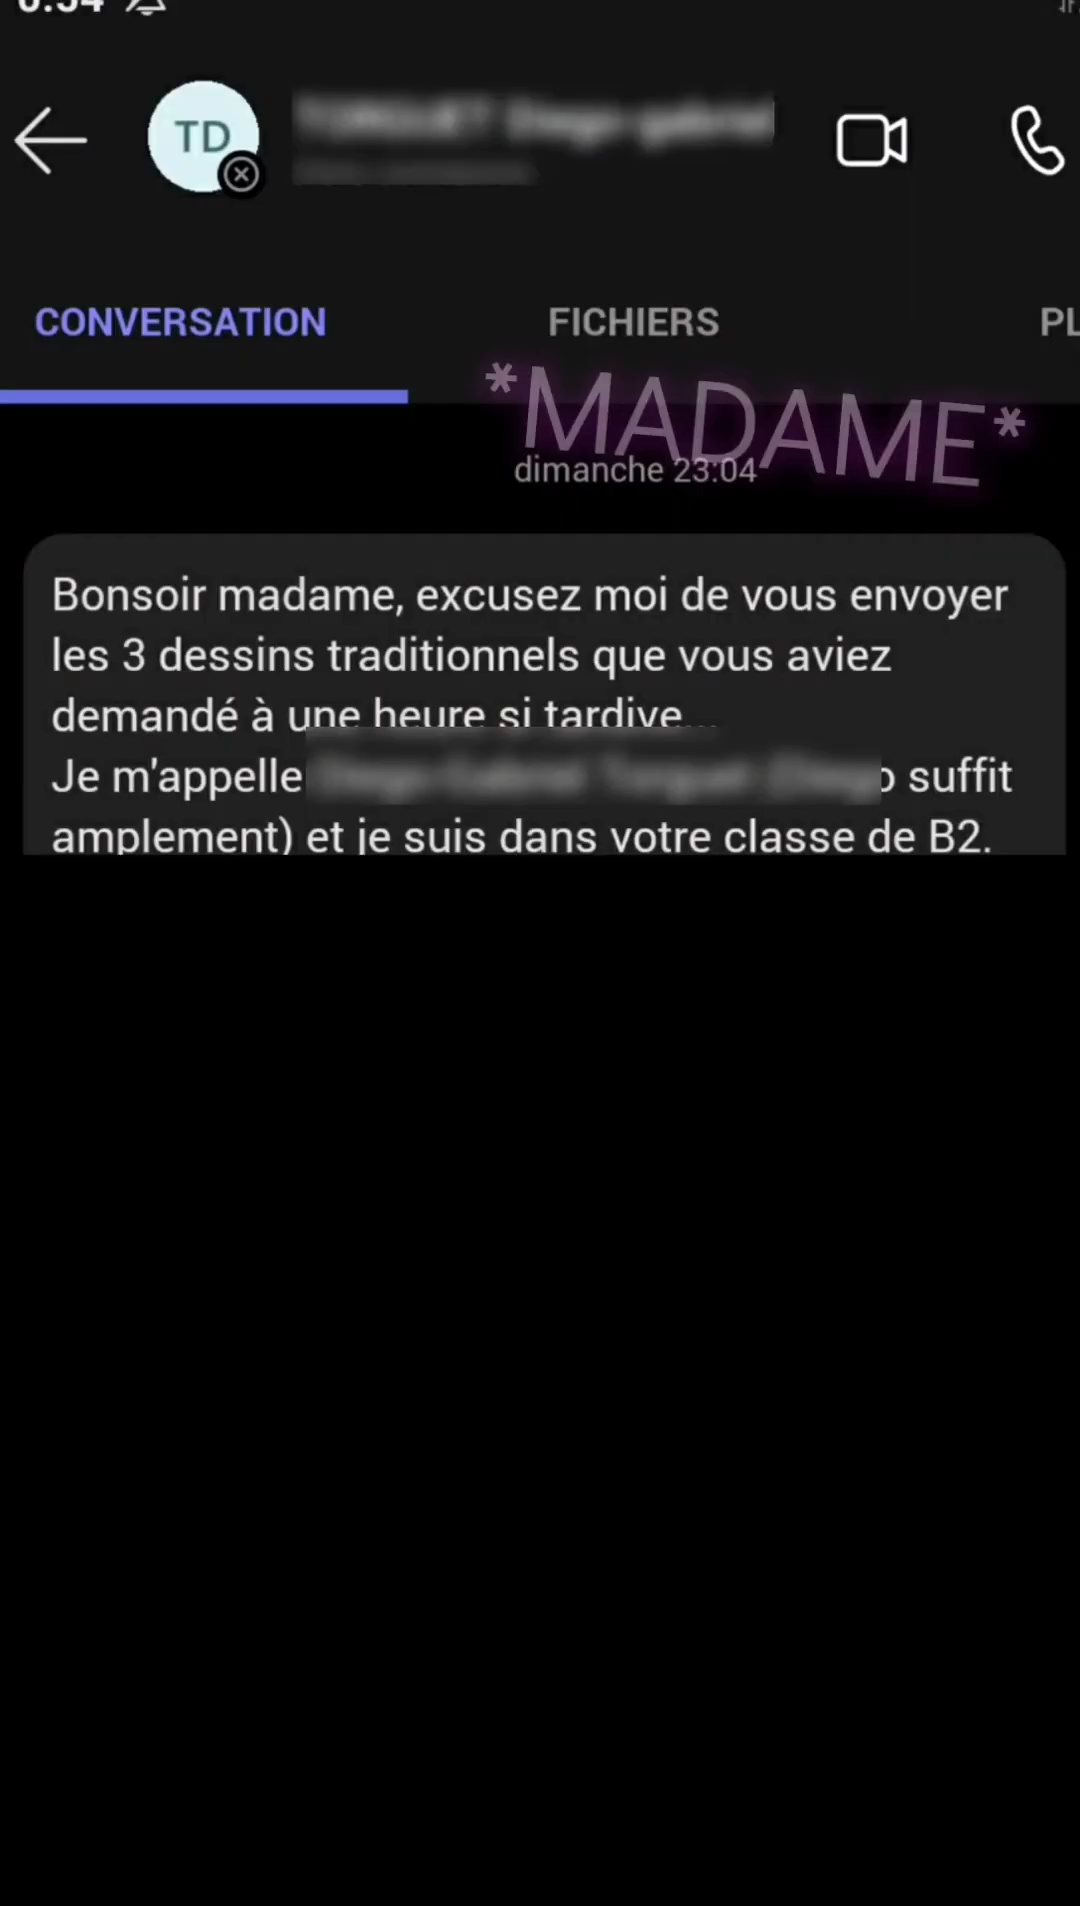 TD
CONVERSATION FICHIERS PL
*MADAME*
dimanche 23:04
Bonsoir madame, excusez moi de vous envoyer
les 3 dessins traditionnels que vous aviez
demandé à une heure si tardive...
Je m'appelle suffit
amplement) et je suis dans votre classe de B2.